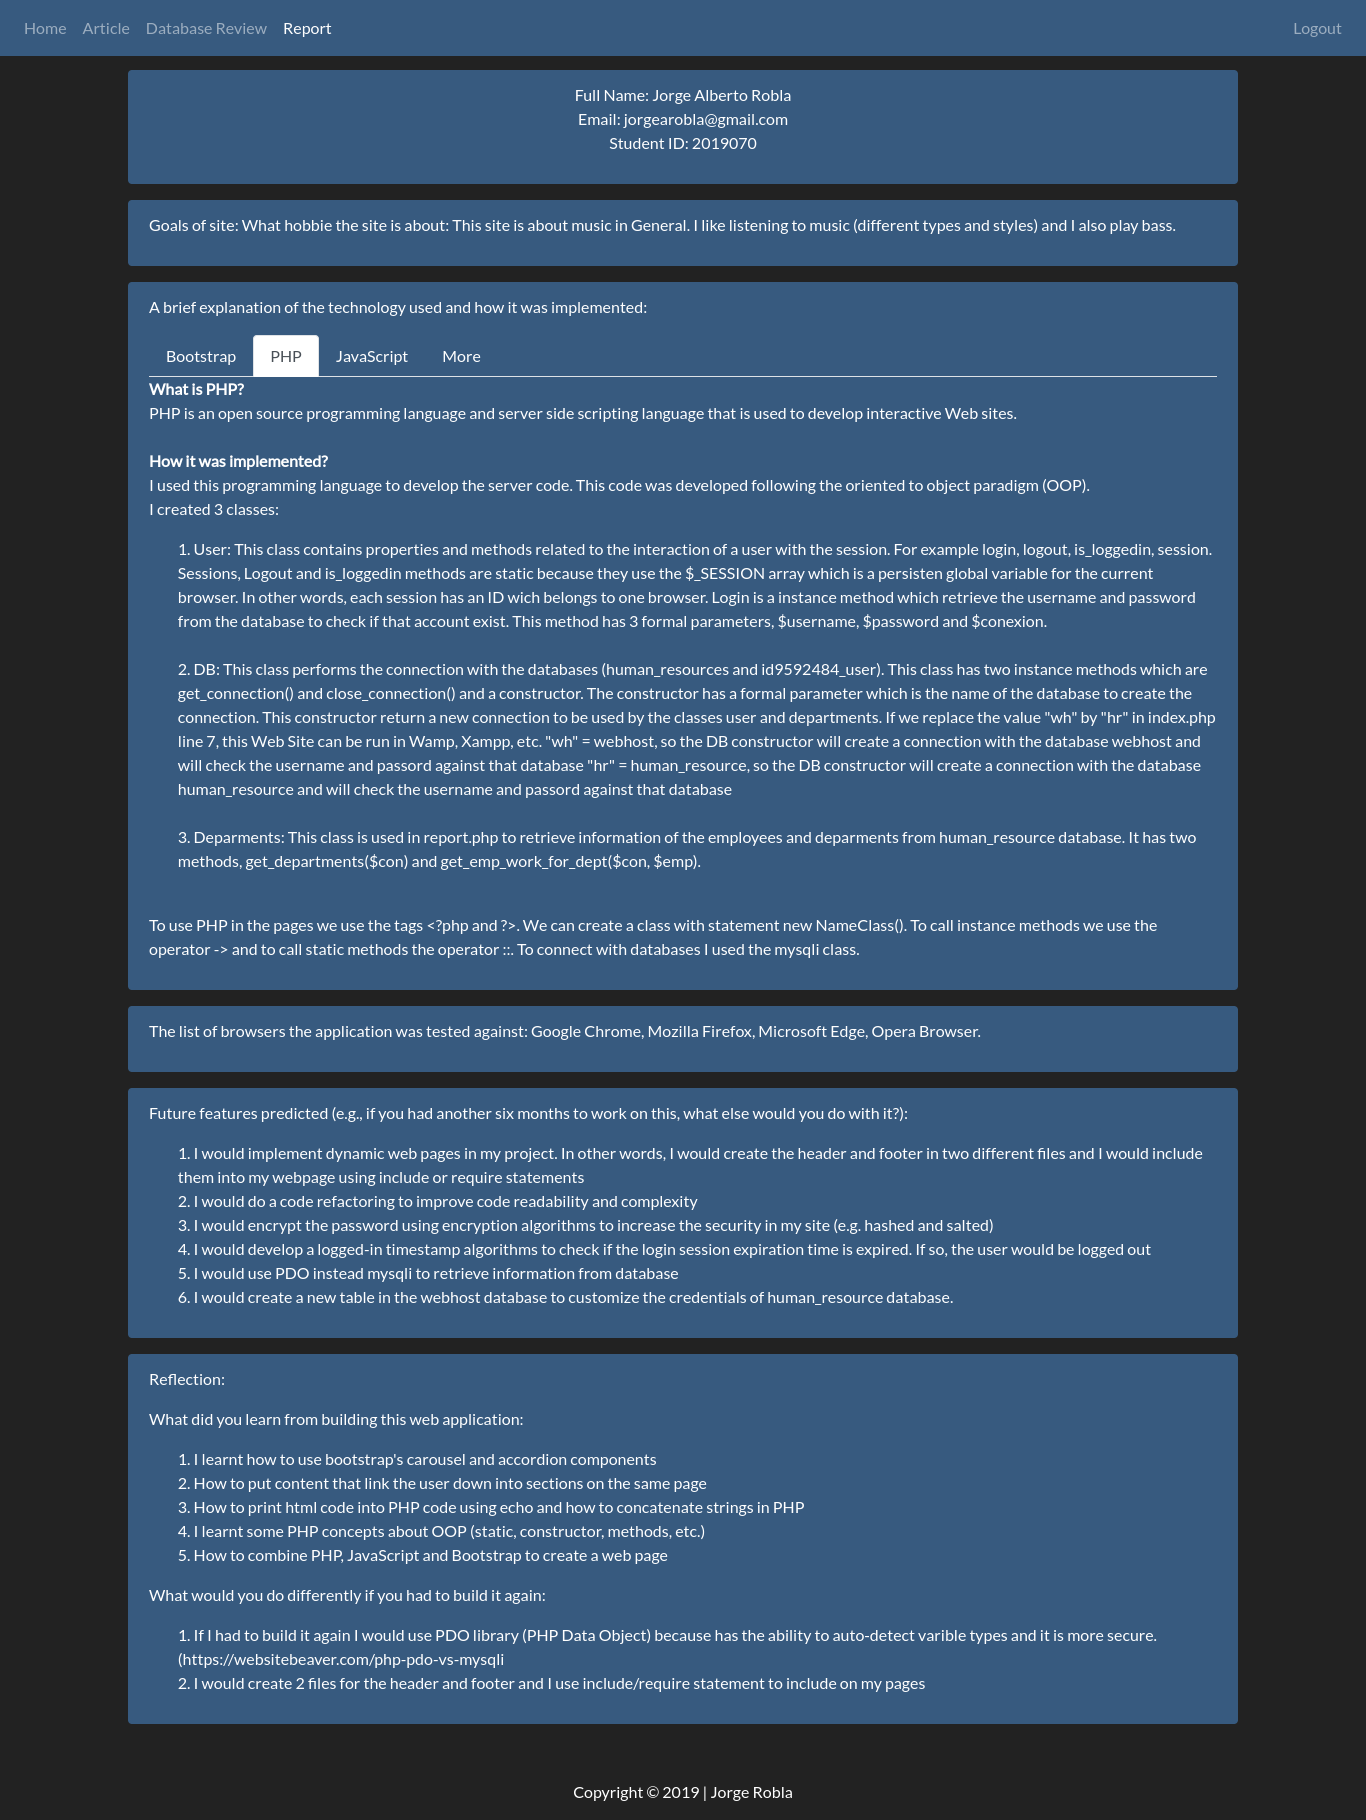 Home Article Database Review Report Logout
Full Name: Jorge Alberto Robla
Email: jorgearobla@gmail.com
Student ID: 2019070
Goals of site: What hobbie the site is about: This site is about music in General. I like listening to music (different types and styles) and I also play bass.
A brief explanation of the technology used and how it was implemented:
Bootstrap PHP JavaScript More
What is PHP?
PHP is an open source programming language and server side scripting language that is used to develop interactive Web sites.
How it was implemented?
I used this programming language to develop the server code. This code was developed following the oriented to object paradigm (OOP).
I created 3 classes:
1. User: This class contains properties and methods related to the interaction of a user with the session. For example login, logout, is_loggedin, session.
Sessions, Logout and is_loggedin methods are static because they use the $_SESSION array which is a persisten global variable for the current
browser. In other words, each session has an ID wich belongs to one browser. Login is a instance method which retrieve the username and password
from the database to check if that account exist. This method has 3 formal parameters, $username, $password and $conexion.
2. DB: This class performs the connection with the databases (human_resources and id9592484_user). This class has two instance methods which are
get_connection() and close_connection() and a constructor. The constructor has a formal parameter which is the name of the database to create the
connection. This constructor return a new connection to be used by the classes user and departments. If we replace the value "wh" by "hr" in index.php
line 7, this Web Site can be run in Wamp, Xampp, etc. "wh" = webhost, so the DB constructor will create a connection with the database webhost and
will check the username and passord against that database "hr" = human_resource, so the DB constructor will create a connection with the database
human_resource and will check the username and passord against that database
3. Deparments: This class is used in report.php to retrieve information of the employees and deparments from human_resource database. It has two
methods, get_departments($con) and get_emp_work_for_dept($con, $emp).
To use PHP in the pages we use the tags <?php and ?>. We can create a class with statement new NameClass(). To call instance methods we use the
operator -> and to call static methods the operator ::. To connect with databases I used the mysqli class.
The list of browsers the application was tested against: Google Chrome, Mozilla Firefox, Microsoft Edge, Opera Browser.
Future features predicted (e.g., if you had another six months to work on this, what else would you do with it?):
1. I would implement dynamic web pages in my project. In other words, I would create the header and footer in two different files and I would include
them into my webpage using include or require statements
2. I would do a code refactoring to improve code readability and complexity
3. I would encrypt the password using encryption algorithms to increase the security in my site (e.g. hashed and salted)
4. I would develop a logged-in timestamp algorithms to check if the login session expiration time is expired. If so, the user would be logged out
5. I would use PDO instead mysqli to retrieve information from database
6. I would create a new table in the webhost database to customize the credentials of human_resource database.
Reflection:
What did you learn from building this web application:
1. I learnt how to use bootstrap's carousel and accordion components
2. How to put content that link the user down into sections on the same page
3. How to print html code into PHP code using echo and how to concatenate strings in PHP
4. I learnt some PHP concepts about OOP (static, constructor, methods, etc.)
5. How to combine PHP, JavaScript and Bootstrap to create a web page
What would you do differently if you had to build it again:
1. If I had to build it again I would use PDO library (PHP Data Object) because has the ability to auto-detect varible types and it is more secure.
(https://websitebeaver.com/php-pdo-vs-mysqli
2. I would create 2 files for the header and footer and I use include/require statement to include on my pages
Copyright © 2019 | Jorge Robla